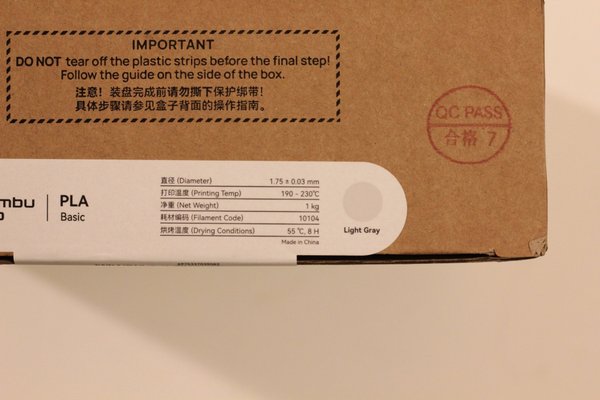 IMPORTANT
DO NOT tear off the plastic strips before the final step!
Follow the guide on the side of the box.
注意！装盘完成前请勿撕下保护绑带！
具体步骤请参见盒子背面的操作指南。
QC PASS
合格 7
PLA
Basic
直径 (Diameter) 1.75 ± 0.03 mm
打印温度 (Printing Temp) 190 - 230℃
净重 (Net Weight) 1 kg
耗材编码 (Filament Code) 10104
烘烤温度 (Drying Conditions) 55 ℃, 8 H
Made in China
Light Gray